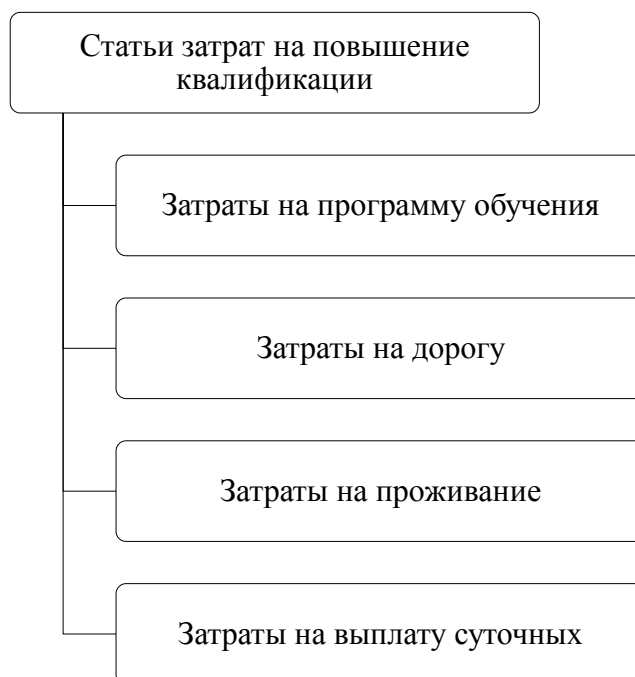 Статьи затрат на повышение
квалификации
Затраты на программу обучения
Затраты на дорогу
Затраты на проживание
Затраты на выплату суточных